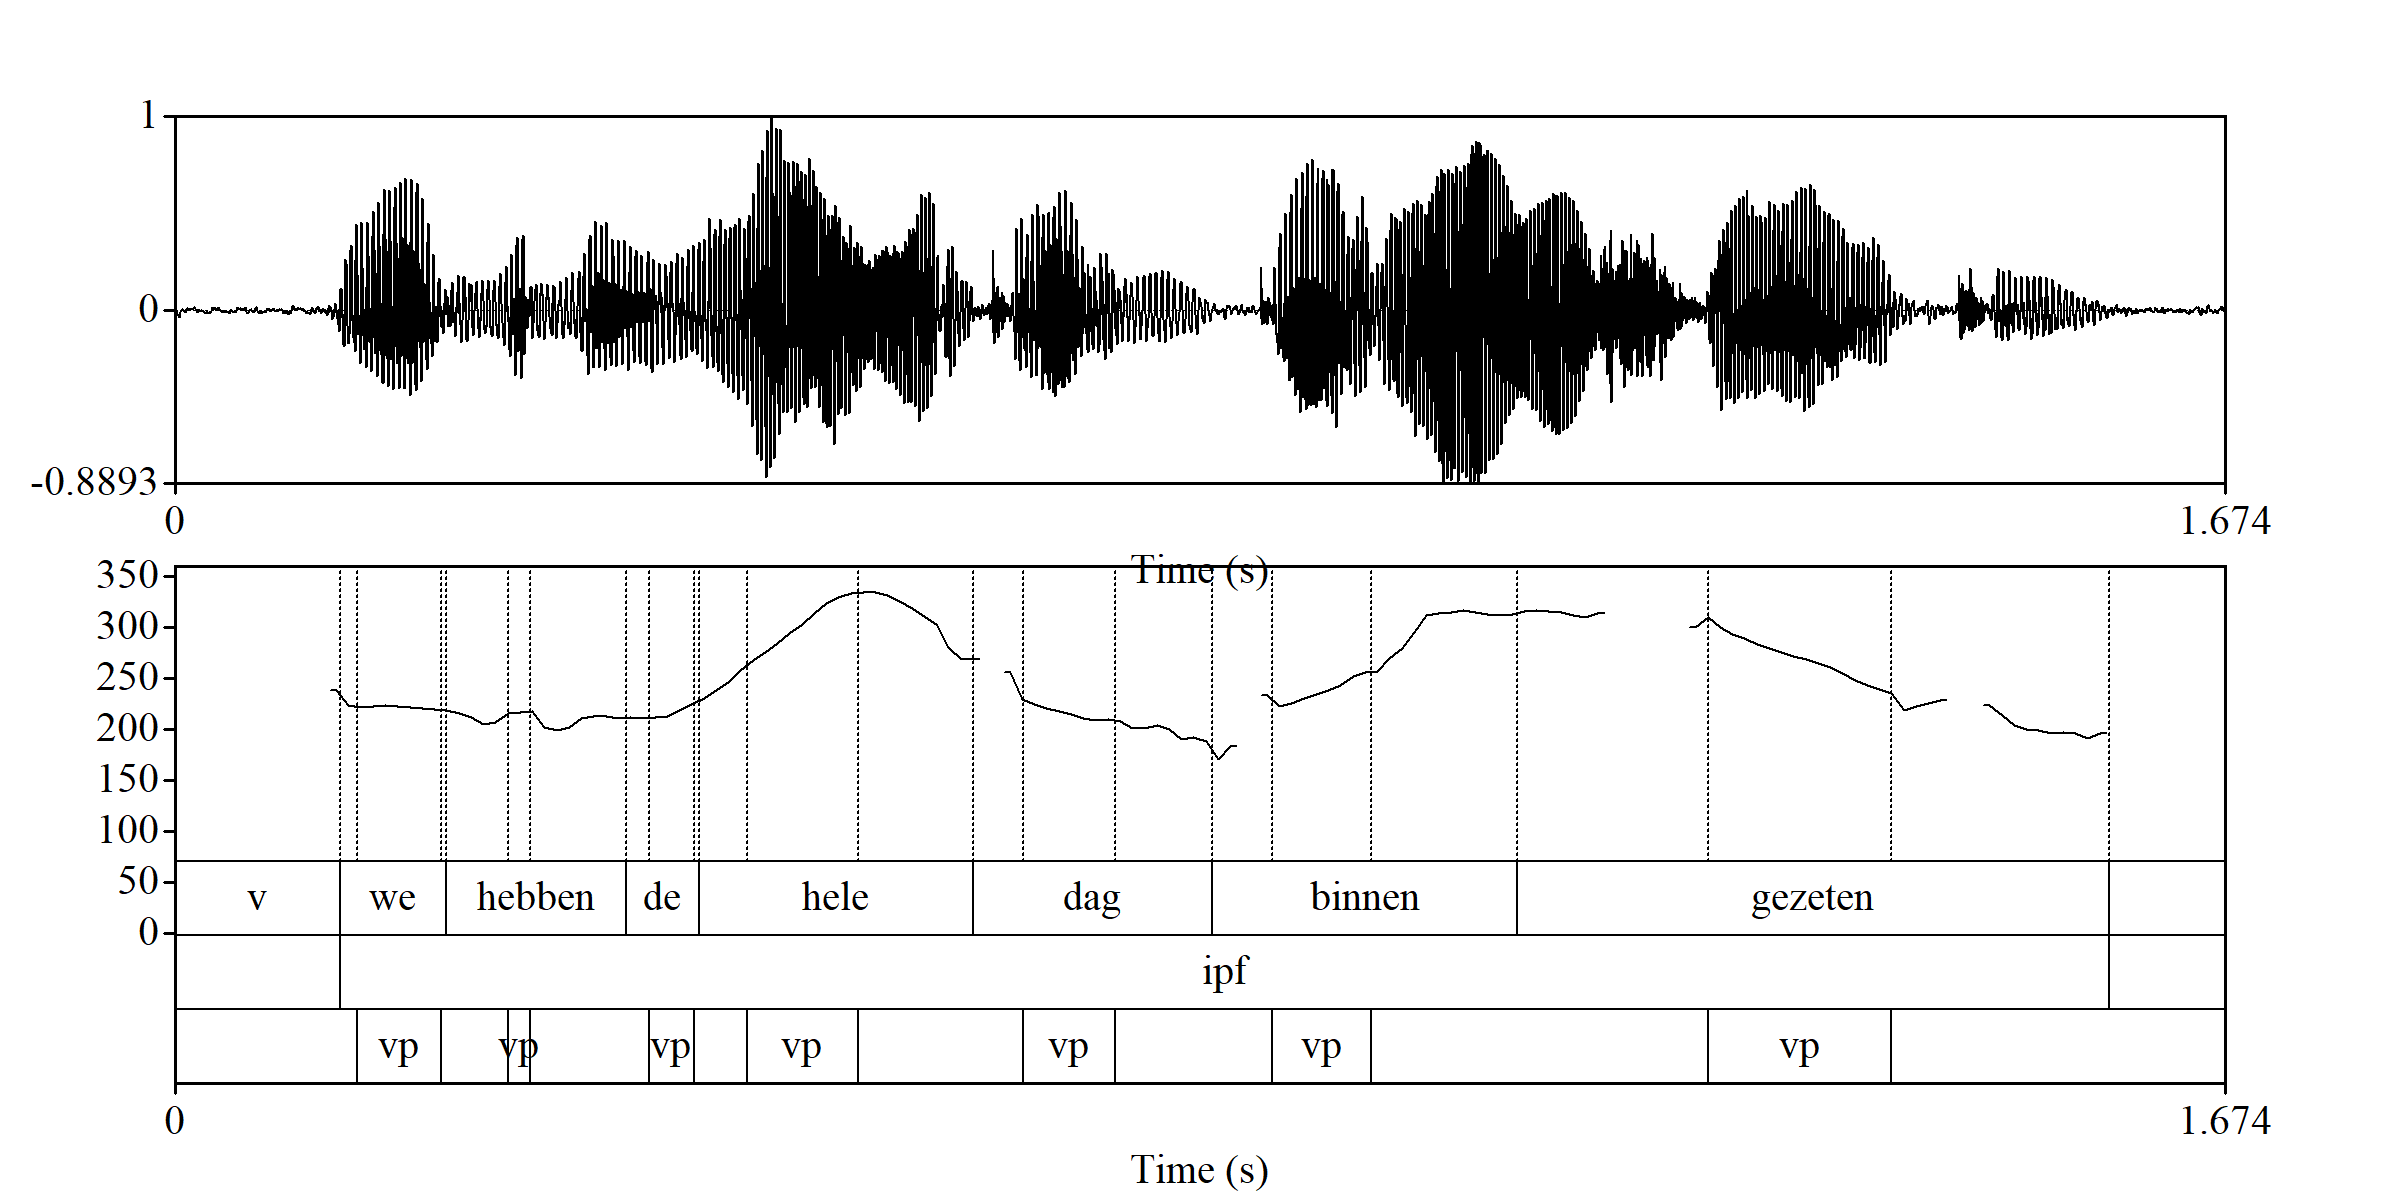 1
0
-0.8893
0 1.674
Time (s)
350
300
250
200
150
100
50
0
v we hebben de hele dag binnen gezeten
ipf
vp vp vp vp vp vp vp
0 1.674
Time (s)